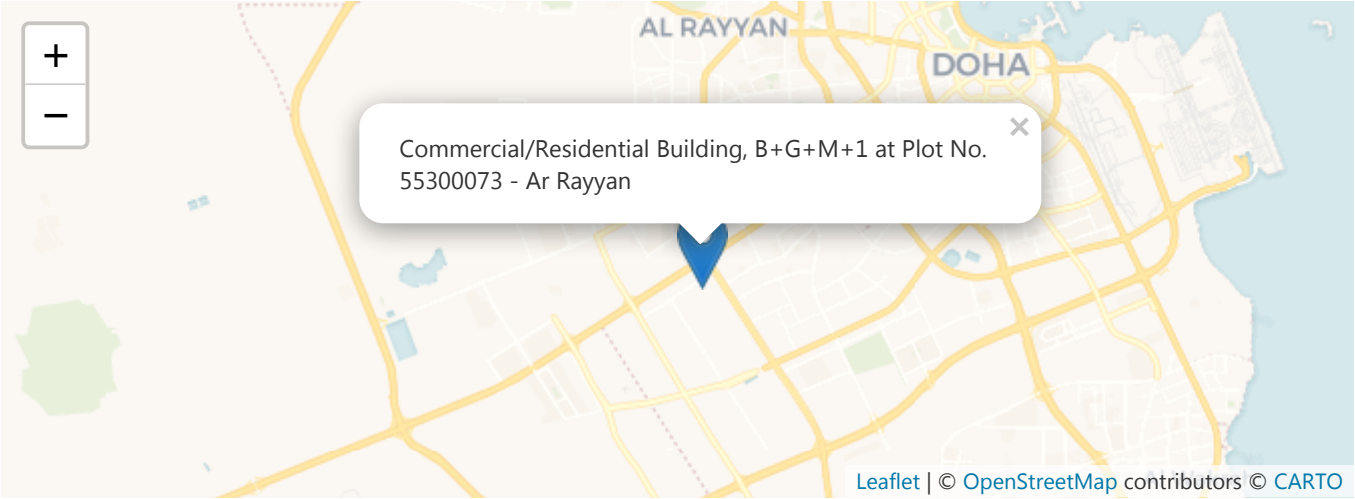 +
−
AL RAYYAN
DOHA
×
Commercial/Residential Building, B+G+M+1 at Plot No.
55300073 - Ar Rayyan
Leaflet | © OpenStreetMap contributors © CARTO